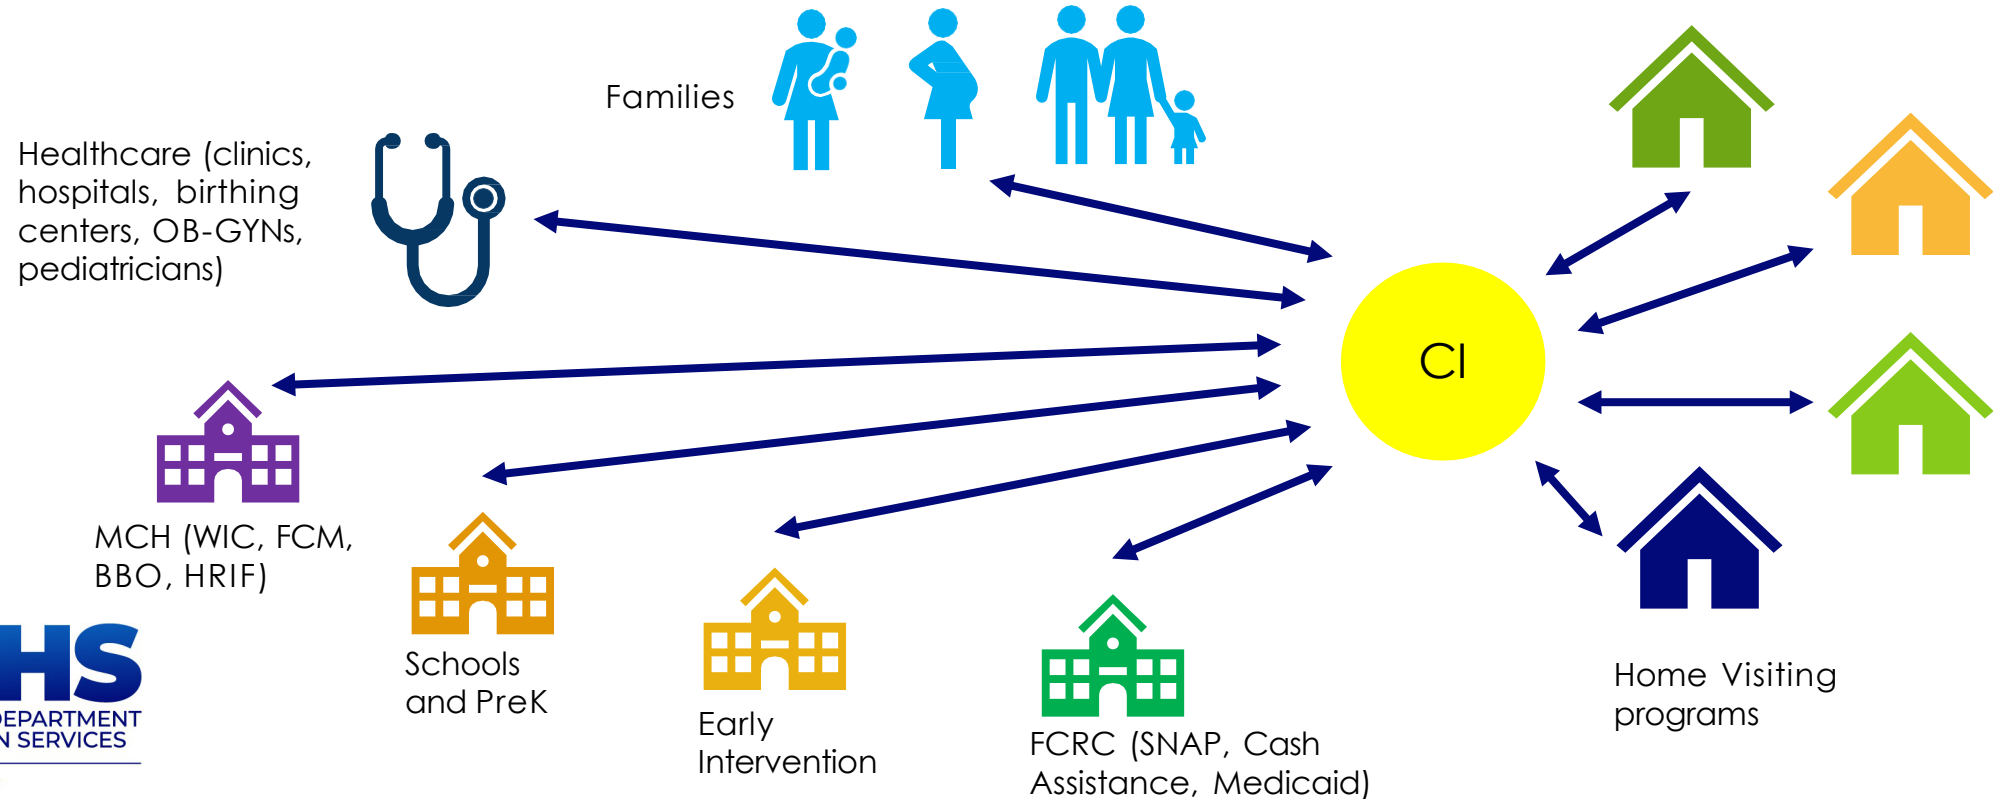 Families
Healthcare (clinics,
hospitals, birthing
centers, OB-GYNs,
pediatricians)
CI
MCH (WIC, FCM,
BBO, HRIF)
Schools
and PreK
Early
Intervention
FCRC (SNAP, Cash
Assistance, Medicaid)
Home Visiting
programs
HS
DEPARTMENT
N SERVICES